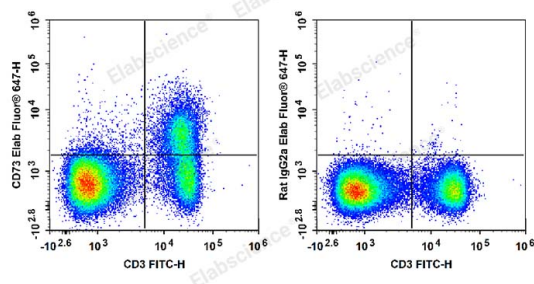 Elabscience®
Elabscience®
Elabscience®
Elabscience®
CD73 Elab Fluor® 647-H
10^6
10^5
10^4
10^3
-10^2.8
-10^2.6 10^3 10^4 10^5 10^6
CD3 FITC-H
Rat IgG2a Elab Fluor® 647-H
10^6
10^5
10^4
10^3
-10^2.8
-10^2.6 10^3 10^4 10^5 10^6
CD3 FITC-H